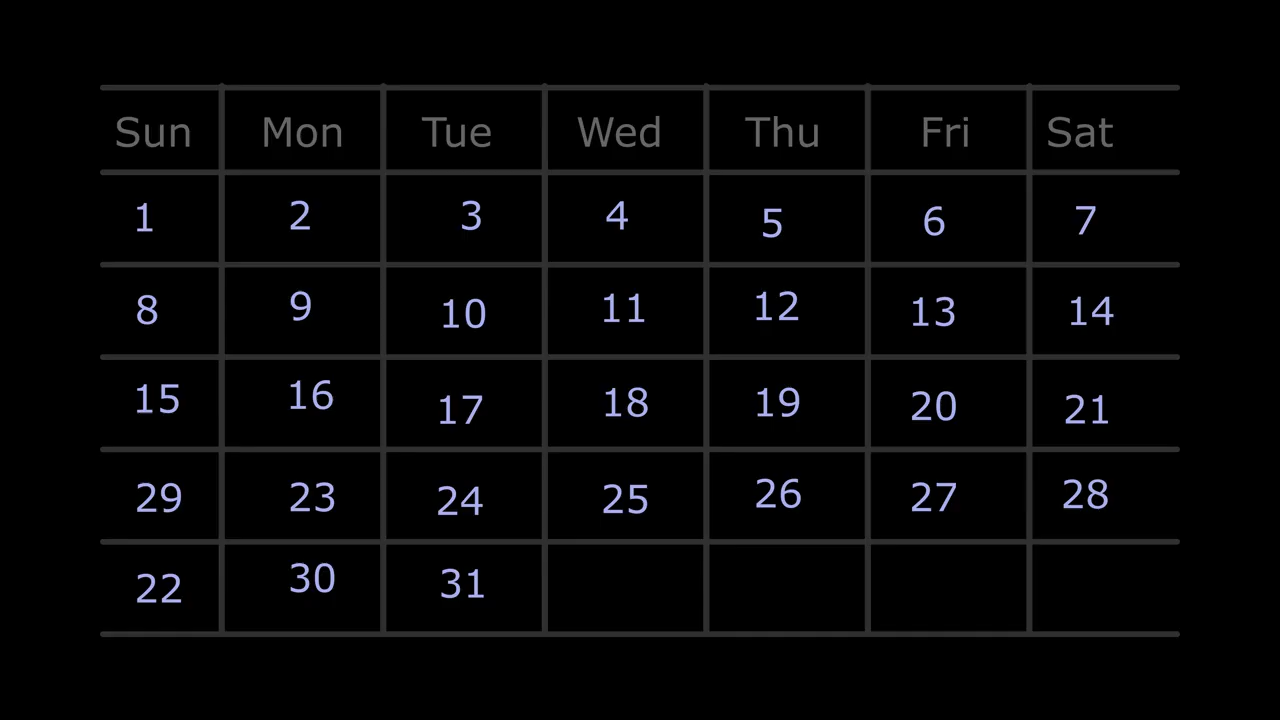 Sun Mon Tue Wed Thu Fri Sat
1 2 3 4 5 6 7
8 9 10 11 12 13 14
15 16 17 18 19 20 21
29 23 24 25 26 27 28
22 30 31